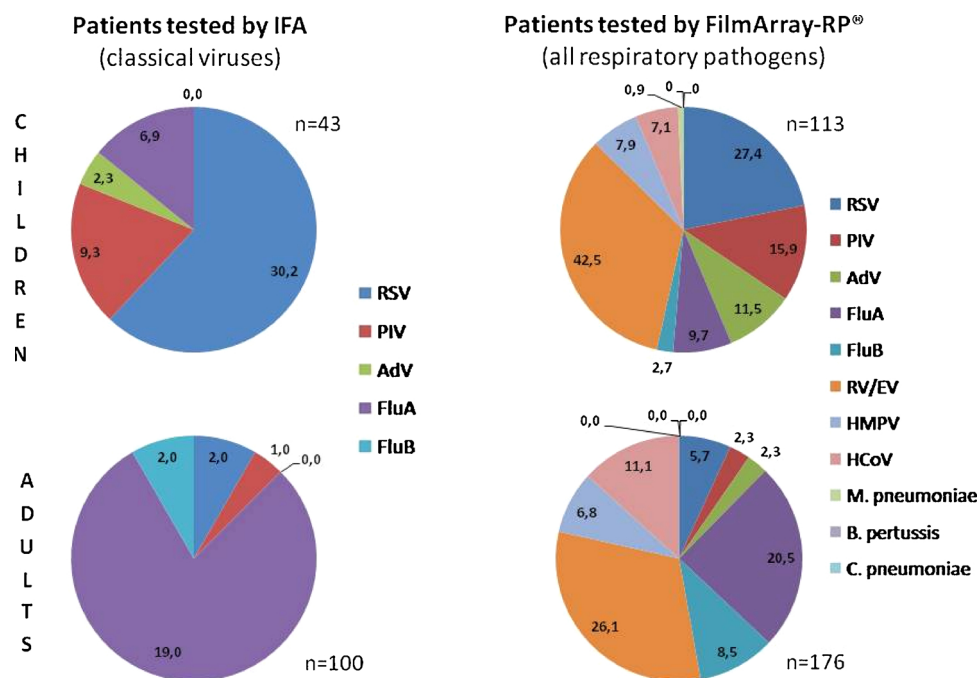 Patients tested by IFA
(classical viruses)
Patients tested by FilmArray-RP®
(all respiratory pathogens)
CHILDREN
0,0
6,9
2,3
9,3
30,2
n=43
RSV
PIV
AdV
FluA
FluB
0
0
0,9
7,1
7,9
27,4
42,5
15,9
11,5
9,7
2,7
n=113
RSV
PIV
AdV
FluA
FluB
RV/EV
HMPV
HCoV
M. pneumoniae
B. pertussis
C. pneumoniae
ADULTS
2,0
2,0
1,0
0,0
19,0
n=100
0,0
0,0
0,0
5,7
2,3
2,3
11,1
6,8
20,5
26,1
8,5
n=176